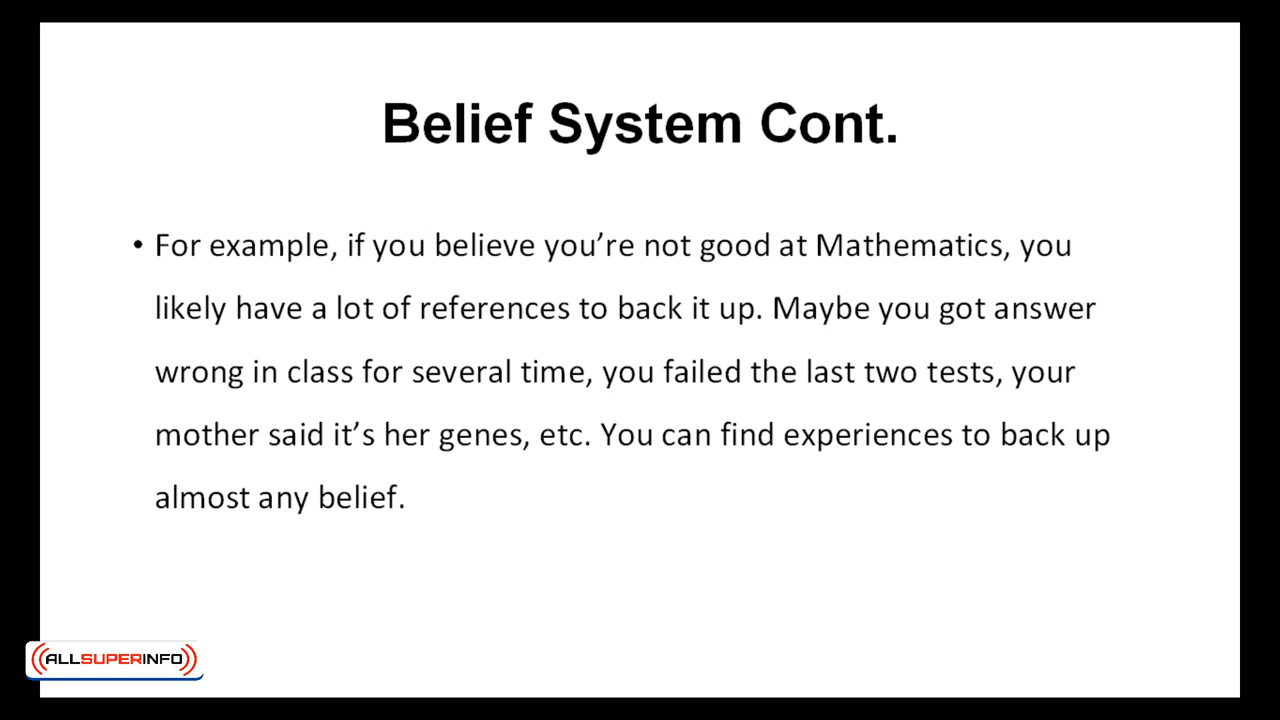 Belief System Cont.
• For example, if you believe you’re not good at Mathematics, you
likely have a lot of references to back it up. Maybe you got answer
wrong in class for several time, you failed the last two tests, your
mother said it’s her genes, etc. You can find experiences to back up
almost any belief.
ALLSUPERINFO